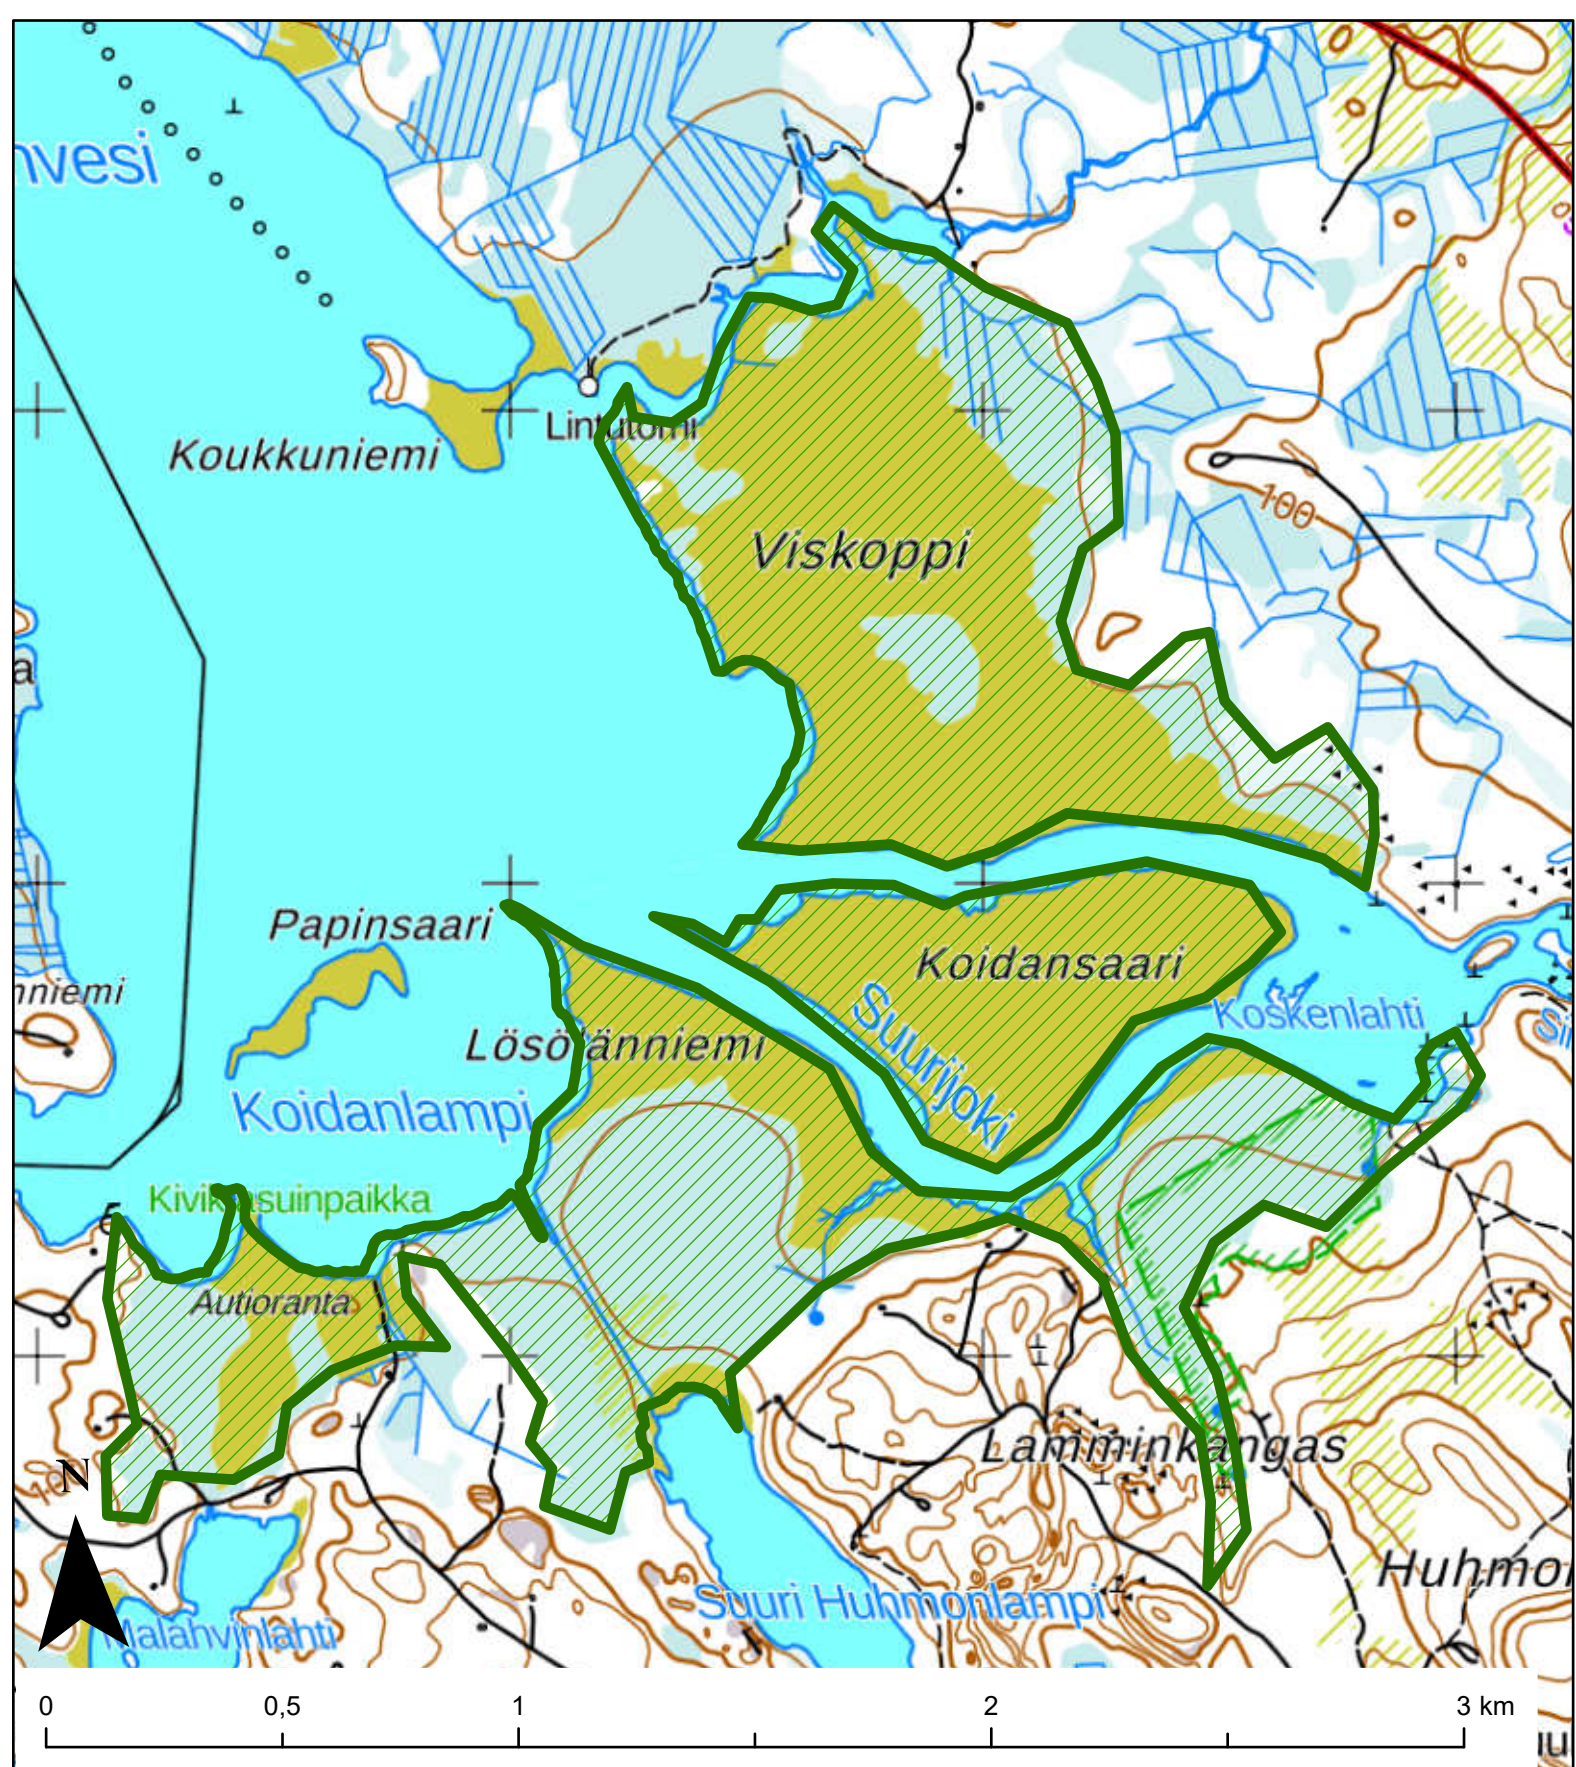 nvesi
Lintutorni
Koukkuniemi
100
Viskoppi
a
Papinsaari
Koidansaari
nniemi
Suurijoki
Koskenlahti
Lösölänniemi
Koidanlampi
Autioranta
Lamminkangas
N
Huhmo
Suuri Huhmonlampi
Malahvinlahti
0 0,5 1 2 3 km